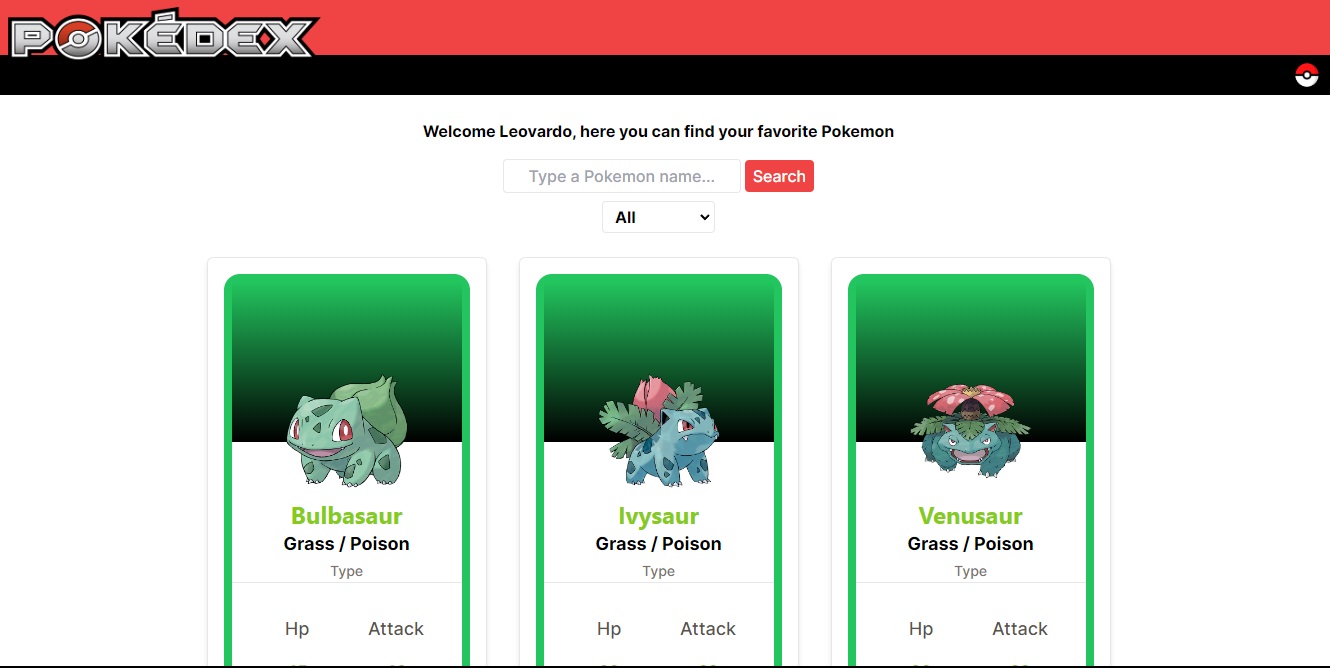 POKÉDEX
Welcome Leovardo, here you can find your favorite Pokemon
Type a Pokemon name... Search
All
Bulbasaur Ivysaur Venusaur
Grass / Poison Grass / Poison Grass / Poison
Type Type Type
Hp Attack Hp Attack Hp Attack